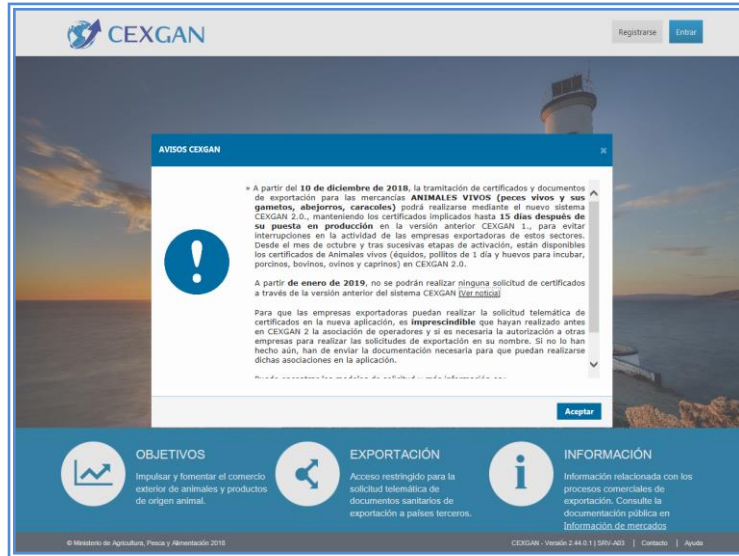 CEXGAN
Registrarse
Entrar
AVISOS CEXGAN
» A partir del 10 de diciembre de 2018, la tramitación de certificados y documentos
de exportación para las mercancías ANIMALES VIVOS (peces vivos y sus
gametos, abejorros, caracoles) podrá realizarse mediante el nuevo sistema
CEXGAN 2.0., manteniendo los certificados implicados hasta 15 días después de
su puesta en producción en la versión anterior CEXGAN 1., para evitar
interrupciones en la actividad de las empresas exportadoras de estos sectores.
Desde el mes de octubre y tras sucesivas etapas de activación, están disponibles
los certificados de Animales vivos (équidos, pollitos de 1 día y huevos para incubar,
porcinos, bovinos, ovinos y caprinos) en CEXGAN 2.0.
A partir de enero de 2019, no se podrán realizar ninguna solicitud de certificados
a través de la versión anterior del sistema CEXGAN (Ver noticia)
Para que las empresas exportadoras puedan realizar la solicitud telemática de
certificados en la nueva aplicación, es imprescindible que hayan realizado antes
en CEXGAN 2 la asociación de operadores y si es necesaria la autorización a otras
empresas para realizar las solicitudes de exportación en su nombre. Si no lo han
hecho aún, han de enviar la documentación necesaria para que puedan realizarse
dichas asociaciones en la aplicación.
Aceptar
OBJETIVOS
Impulsar y fomentar el comercio
exterior de animales y productos
de origen animal.
EXPORTACIÓN
Acceso restringido para la
solicitud telemática de
documentos sanitarios de
exportación a países terceros.
INFORMACIÓN
Información relacionada con los
procesos comerciales de
exportación. Consulte la
documentación pública en
Información de mercados
© Ministerio de Agricultura, Pesca y Alimentación 2018
CEXGAN - Versión 2.44.0.1 | SRV-A03 | Contacto | Ayuda